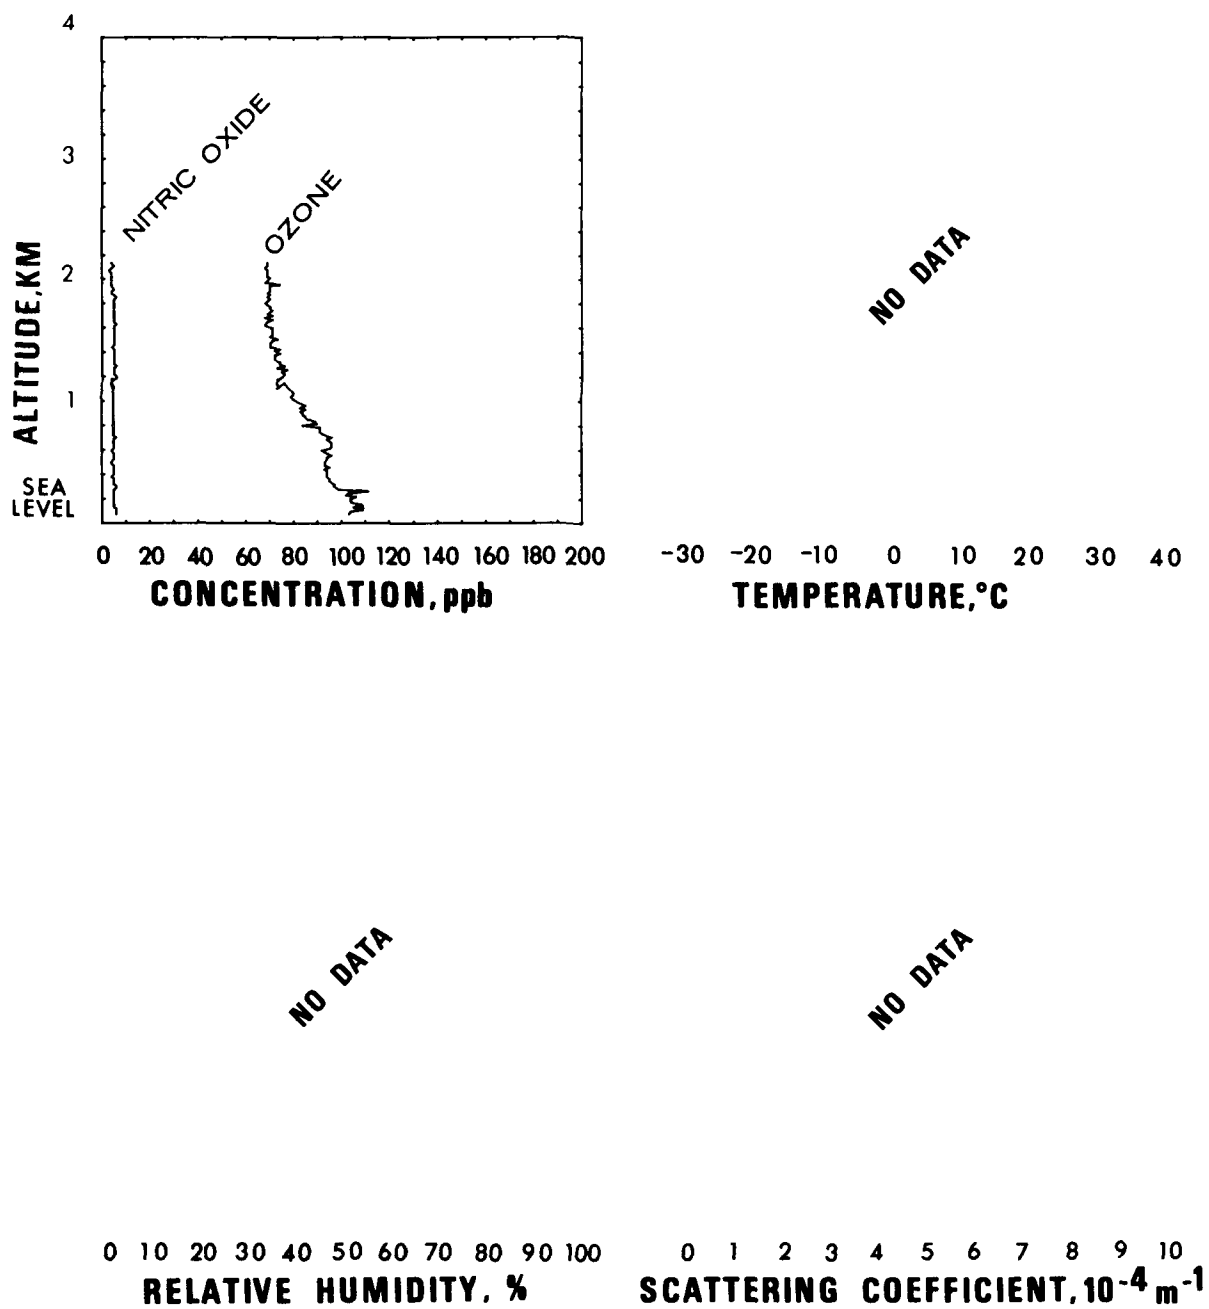 4
NITRIC OXIDE
3
OZONE
ALTITUDE,KM
2
1
SEA
LEVEL
0 20 40 60 80 100 120 140 160 180 200
CONCENTRATION, ppb
NO DATA
-30 -20 -10 0 10 20 30 40
TEMPERATURE,°C
NO DATA
0 10 20 30 40 50 60 70 80 90 100
RELATIVE HUMIDITY, %
NO DATA
0 1 2 3 4 5 6 7 8 9 10
SCATTERING COEFFICIENT, 10⁻⁴ m⁻¹